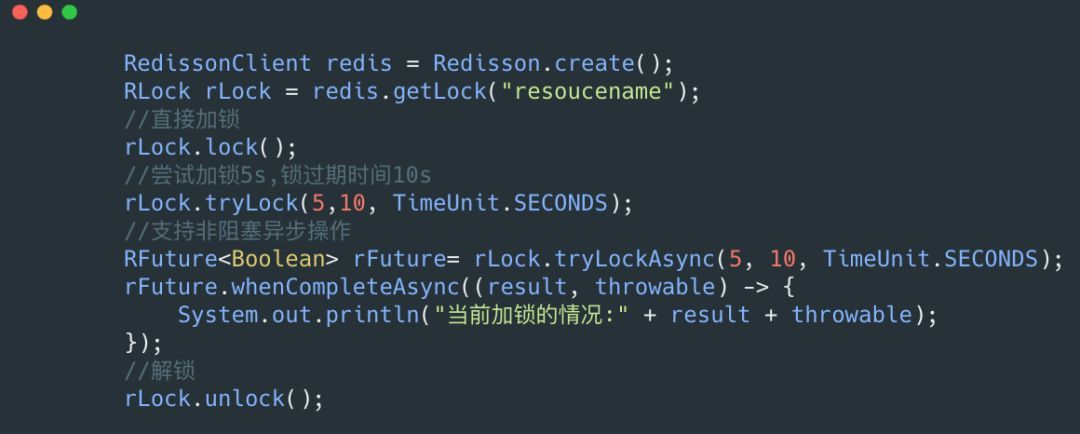 RedissonClient redis = Redisson.create();
RLock rLock = redis.getLock("resoucename");
//直接加锁
rLock.lock();
//尝试加锁5s,锁过期时间10s
rLock.tryLock(5,10, TimeUnit.SECONDS);
//支持非阻塞异步操作
RFuture<Boolean> rFuture= rLock.tryLockAsync(5, 10, TimeUnit.SECONDS);
rFuture.whenCompleteAsync((result, throwable) -> {
    System.out.println("当前加锁的情况:" + result + throwable);
});
//解锁
rLock.unlock();